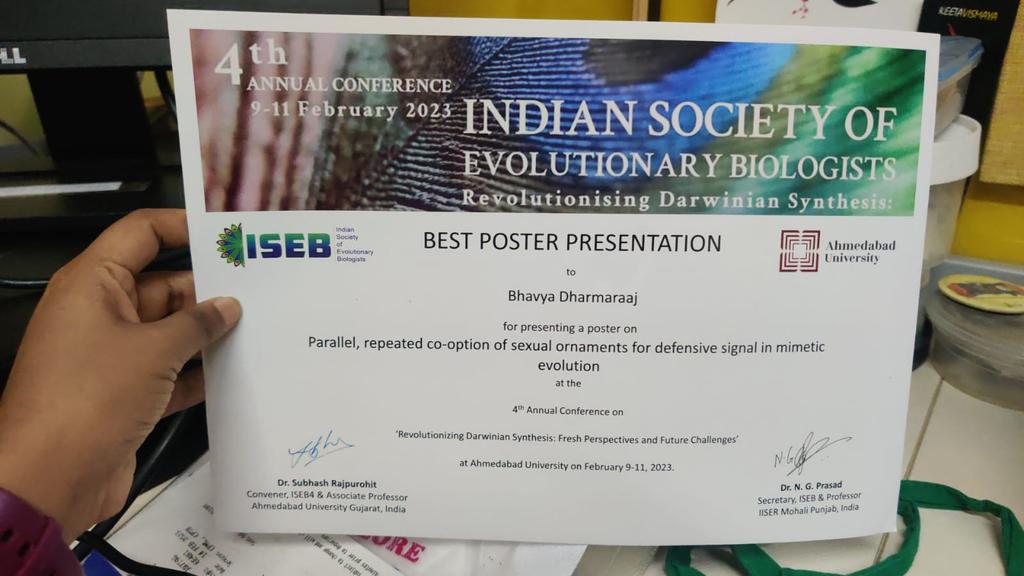 DELL
KEETAVISMAYA
4th
ANNUAL CONFERENCE
9-11 February 2023
INDIAN SOCIETY OF
EVOLUTIONARY BIOLOGISTS
Revolutionising Darwinian Synthesis:
ISEB
Indian
Society
of
Evolutionary
Biologists
BEST POSTER PRESENTATION
Ahmedabad
University
to
Bhavya Dharmaraaj
for presenting a poster on
Parallel, repeated co-option of sexual ornaments for defensive signal in mimetic
evolution
at the
4th Annual Conference on
'Revolutionizing Darwinian Synthesis: Fresh Perspectives and Future Challenges'
at Ahmedabad University on February 9-11, 2023.
Dr. Subhash Rajpurohit
Convener, ISEB4 & Associate Professor
Ahmedabad University Gujarat, India
N.G.
Dr. N. G. Prasad
Secretary, ISEB & Professor
IISER Mohali Punjab, India
ORE